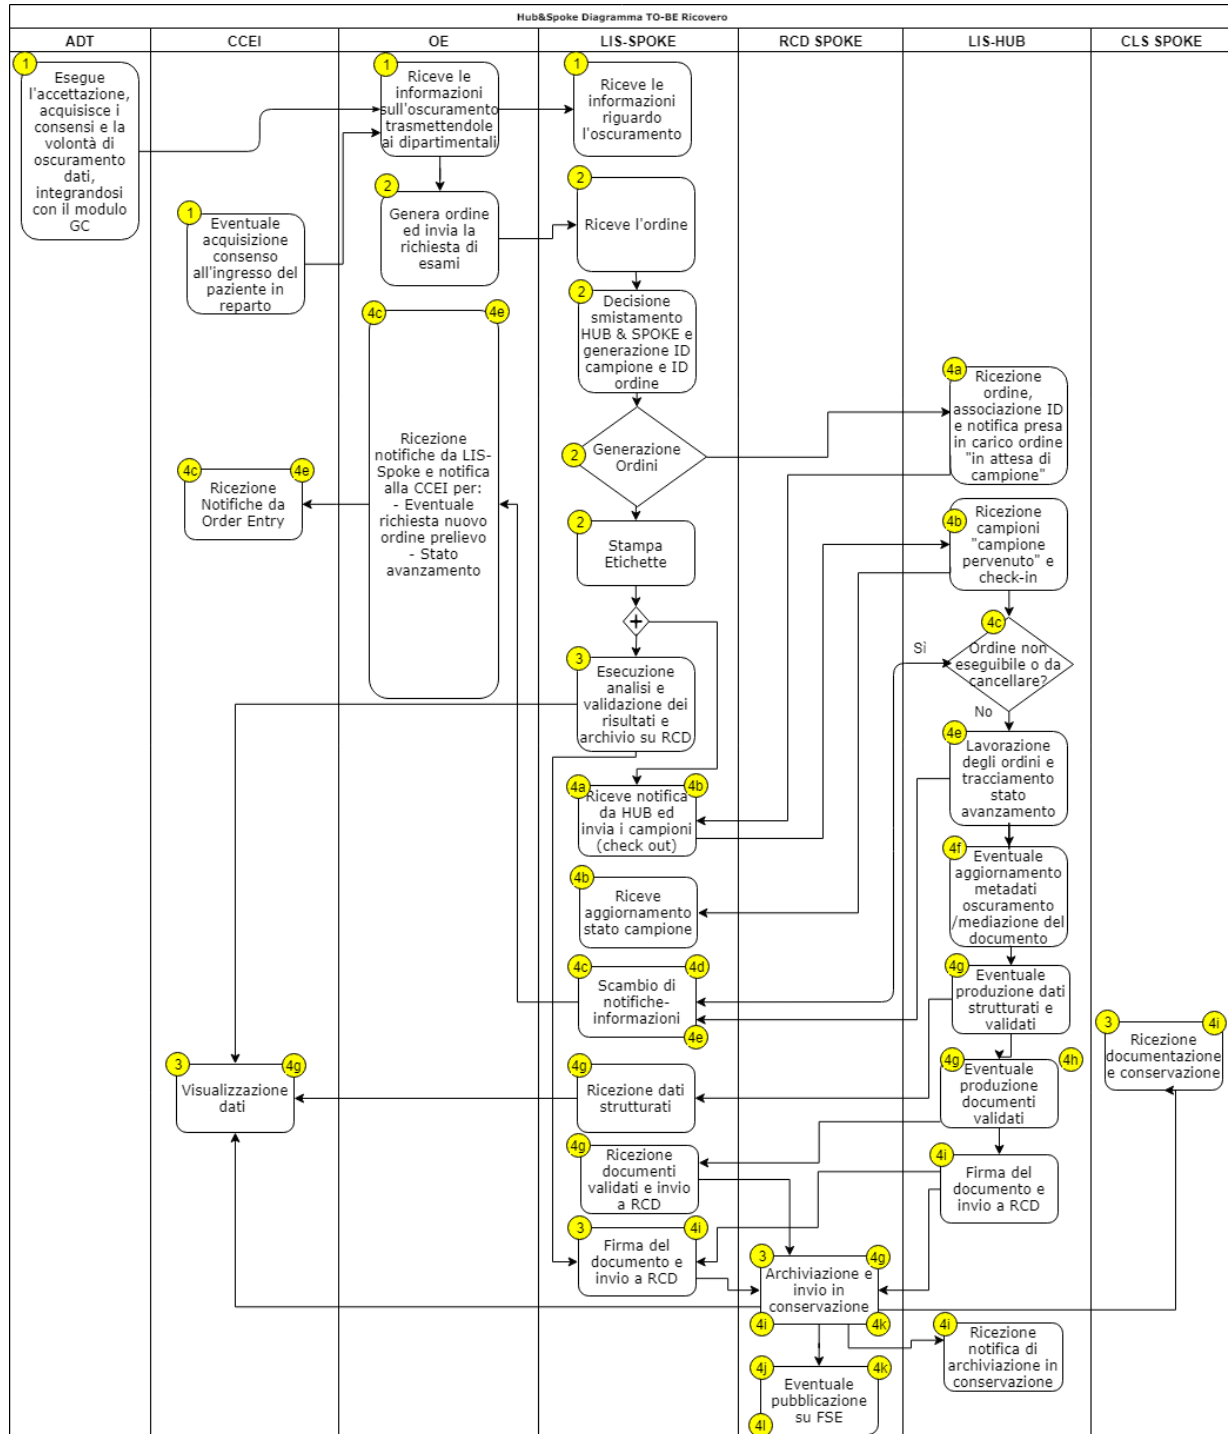 Hub&Spoke Diagramma TO-BE Ricovero
ADT
CCEI
OE
LIS-SPOKE
RCD SPOKE
LIS-HUB
CLS SPOKE
1
Esegue
l'accettazione,
acquisisce i
consensi e la
volontà di
oscuramento
dati,
integrandosi
con il modulo
GC
1
Riceve le
informazioni
sull'oscuramento
trasmettendole
ai dipartimentali
1
Riceve le
informazioni
riguardo
l'oscuramento
1
Eventuale
acquisizione
consenso
all'ingresso del
paziente in
reparto
2
Genera ordine
ed invia la
richiesta di
esami
2
Riceve l'ordine
2
Decisione
smistamento
HUB & SPOKE e
generazione ID
campione e ID
ordine
4c
4e
Ricezione
notifiche da LIS-
Spoke e notifica
alla CCEI per:
- Eventuale
richiesta nuovo
ordine prelievo
- Stato
avanzamento
4c
4e
Ricezione
Notifiche da
Order Entry
2
Generazione
Ordini
4a
Ricezione
ordine,
associazione ID
e notifica presa
in carico ordine
"in attesa di
campione"
2
Stampa
Etichette
4b
Ricezione
campioni
"campione
pervenuto" e
check-in
4c
Ordine non
eseguibile o da
cancellare?
Sì
No
3
Esecuzione
analisi e
validazione dei
risultati e
archivio su RCD
4e
Lavorazione
degli ordini e
tracciamento
stato
avanzamento
4a
4b
Riceve notifica
da HUB ed
invia i campioni
(check out)
4f
Eventuale
aggiornamento
metadati
oscuramento
/mediazione del
documento
4b
Riceve
aggiornamento
stato campione
4c
4d
Scambio di
notifiche-
informazioni
4e
4g
Eventuale
produzione dati
strutturati e
validati
3
4i
Ricezione
documentazione
e conservazione
3
4g
Visualizzazione
dati
4g
Ricezione dati
strutturati
4g
4h
Eventuale
produzione
documenti
validati
4g
Ricezione
documenti
validati e invio
a RCD
4i
Firma del
documento e
invio a RCD
3
4i
Firma del
documento e
invio a RCD
3
4g
Archiviazione e
invio in
conservazione
4i
4k
4i
Ricezione
notifica di
archiviazione in
conservazione
4j
4k
Eventuale
pubblicazione
su FSE
4l